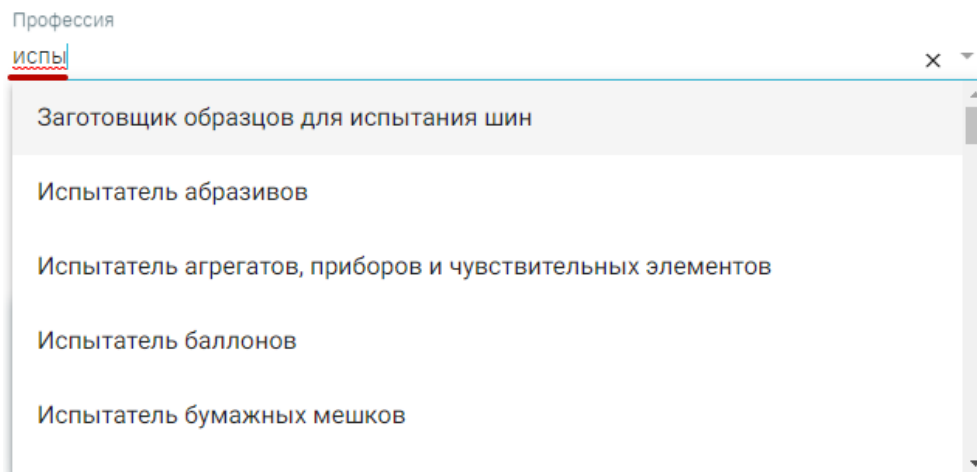 Профессия
испы
Заготовщик образцов для испытания шин
Испытатель абразивов
Испытатель агрегатов, приборов и чувствительных элементов
Испытатель баллонов
Испытатель бумажных мешков